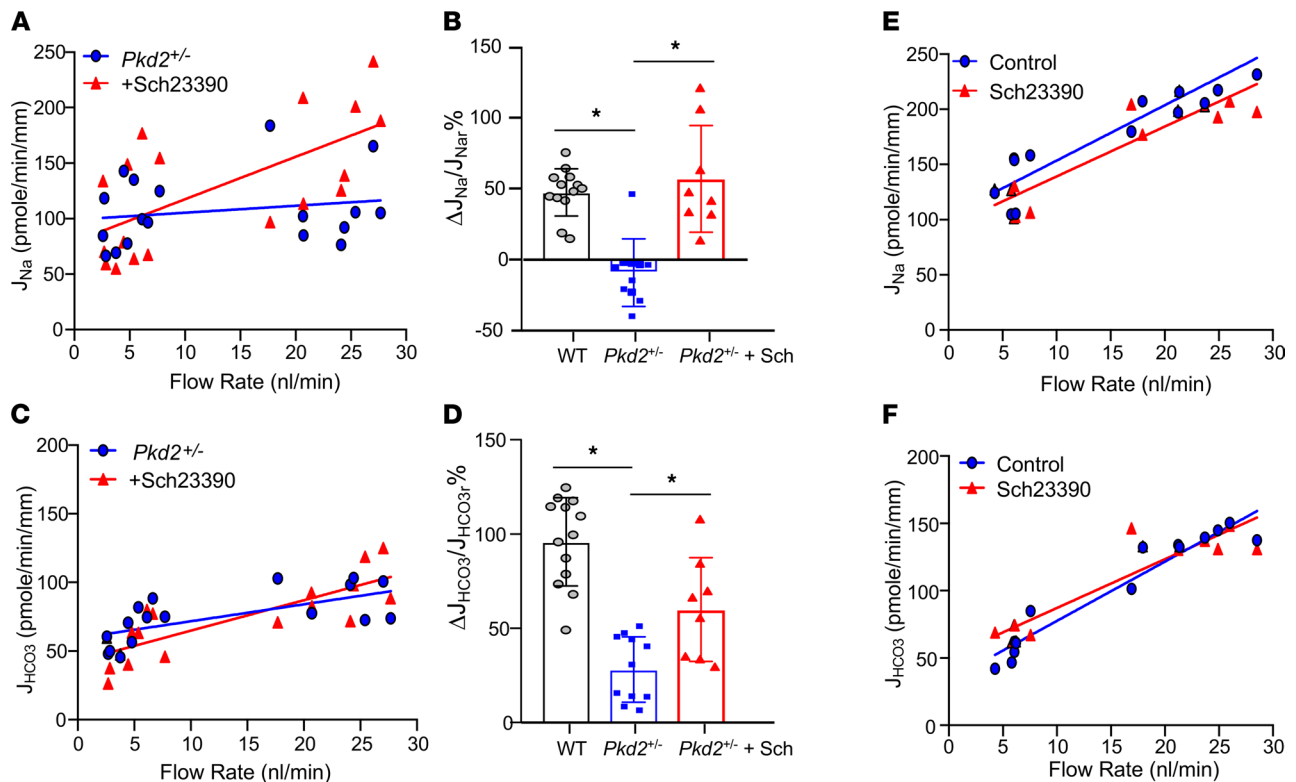 A
Pkd2+/-
+Sch23390
250
200
150
100
50
0
0 5 10 15 20 25 30
JNa (pmole/min/mm)
Flow Rate (nl/min)
B
150
100
50
0
-50
ΔJNa/JNar%
*
*
WT Pkd2+/- Pkd2+/- + Sch
E
Control
Sch23390
250
200
150
100
50
0
0 5 10 15 20 25 30
JNa (pmole/min/mm)
Flow Rate (nl/min)
C
Pkd2+/-
+Sch23390
200
150
100
50
0
0 5 10 15 20 25 30
JHCO3 (pmole/min/mm)
Flow Rate (nl/min)
D
150
100
50
0
ΔJHCO3/JHCO3r%
*
*
WT Pkd2+/- Pkd2+/- + Sch
F
Control
Sch23390
200
150
100
50
0
0 5 10 15 20 25 30
JHCO3 (pmole/min/mm)
Flow Rate (nl/min)